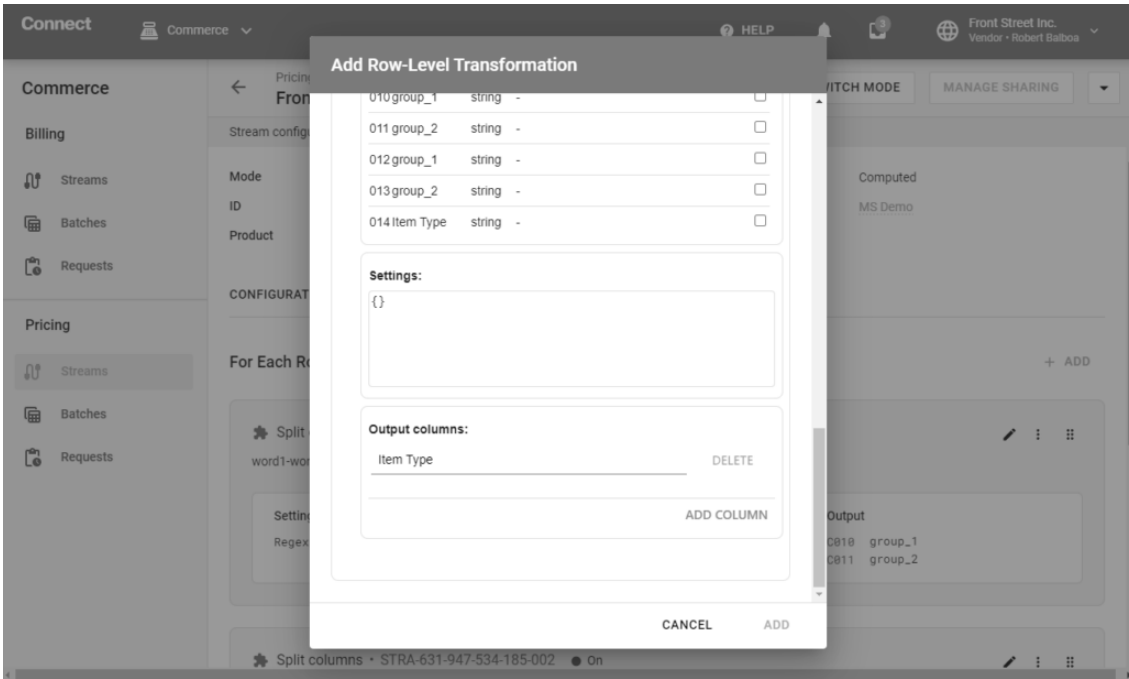 Connect
Commerce
HELP
3
Front Street Inc.
Vendor • Robert Balboa
Commerce
Billing
Streams
Batches
Requests
Pricing
Streams
Batches
Requests
Pricing
Fron
ITCH MODE
MANAGE SHARING
Stream config
Mode
ID
Product
Computed
MS Demo
CONFIGURAT
For Each Ro
+ ADD
Split
word1-wor
Setting
Regex
Output
C010 group_1
C011 group_2
Split columns • STRA-631-947-534-185-002 ● On
Add Row-Level Transformation
010 group_1 string -
011 group_2 string -
012 group_1 string -
013 group_2 string -
014 Item Type string -
Settings:
{}
Output columns:
Item Type
DELETE
ADD COLUMN
CANCEL
ADD